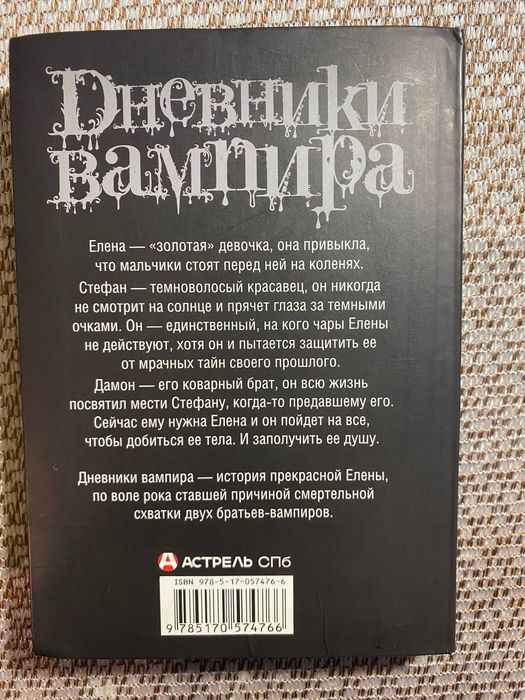 Дневники
вампира
Елена — «золотая» девочка, она привыкла,
что мальчики стоят перед ней на коленях.
Стефан — темноволосый красавец, он никогда
не смотрит на солнце и прячет глаза за темными
очками. Он — единственный, на кого чары Елены
не действуют, хотя он и пытается защитить ее
от мрачных тайн своего прошлого.
Дамон — его коварный брат, он всю жизнь
посвятил мести Стефану, когда-то предавшему его.
Сейчас ему нужна Елена и он пойдет на все,
чтобы добиться ее тела. И заполучить ее душу.
Дневники вампира — история прекрасной Елены,
по воле рока ставшей причиной смертельной
схватки двух братьев-вампиров.
А АСТРЕЛЬ СПб
ISBN 978-5-17-057476-6
9 785170 574766